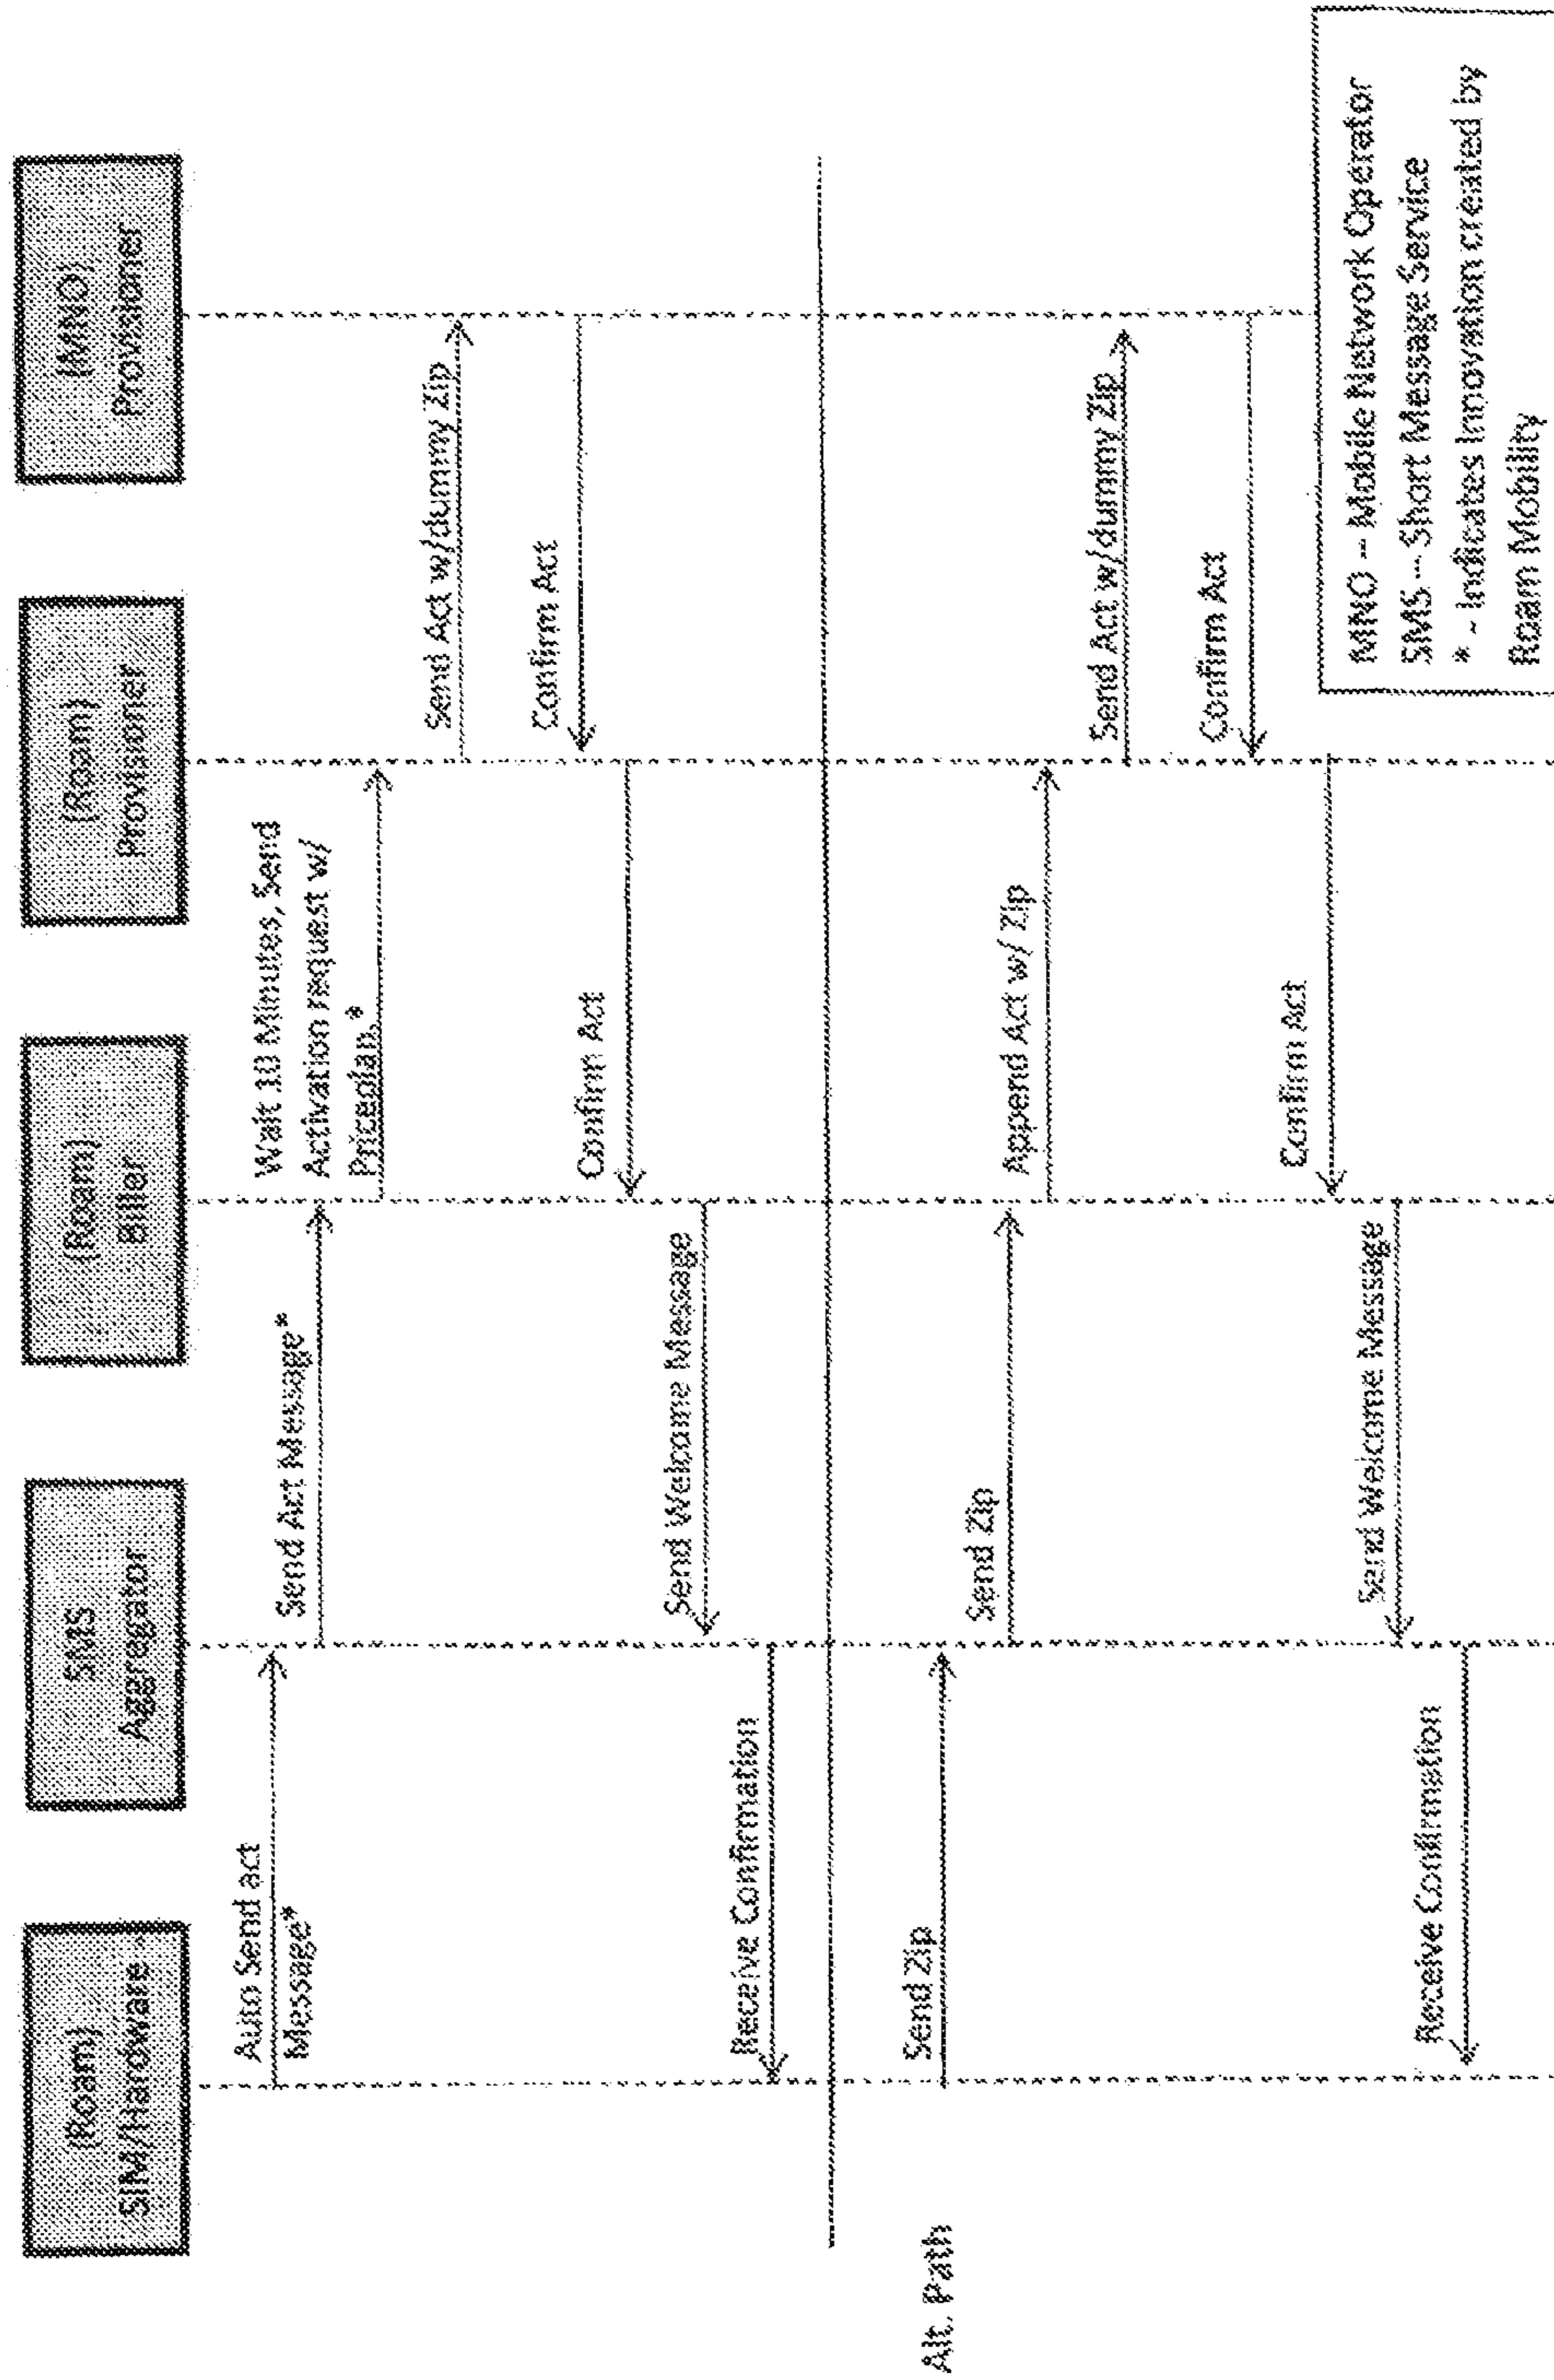 (Roam)
SIM/Hardware
SMS
Aggregator
(Roam)
Biller
(Roam)
Provisioner
(MNO)
Provisioner
Auto Send act
Message*
Send Act Message*
Wait 10 Minutes, Send
Activation request w/
Priceplan.*
Send Act w/dummy Zip
Confirm Act
Confirm Act
Send Welcome Message
Receive Confirmation
Alt. Path
Send Zip
Send Zip
Append Act w/ Zip
Send Act w/dummy Zip
Confirm Act
Confirm Act
Send Welcome Message
Receive Confirmation
MNO -- Mobile Network Operator
SMS -- Short Message Service
* - Indicates Innovation created by
Roam Mobility